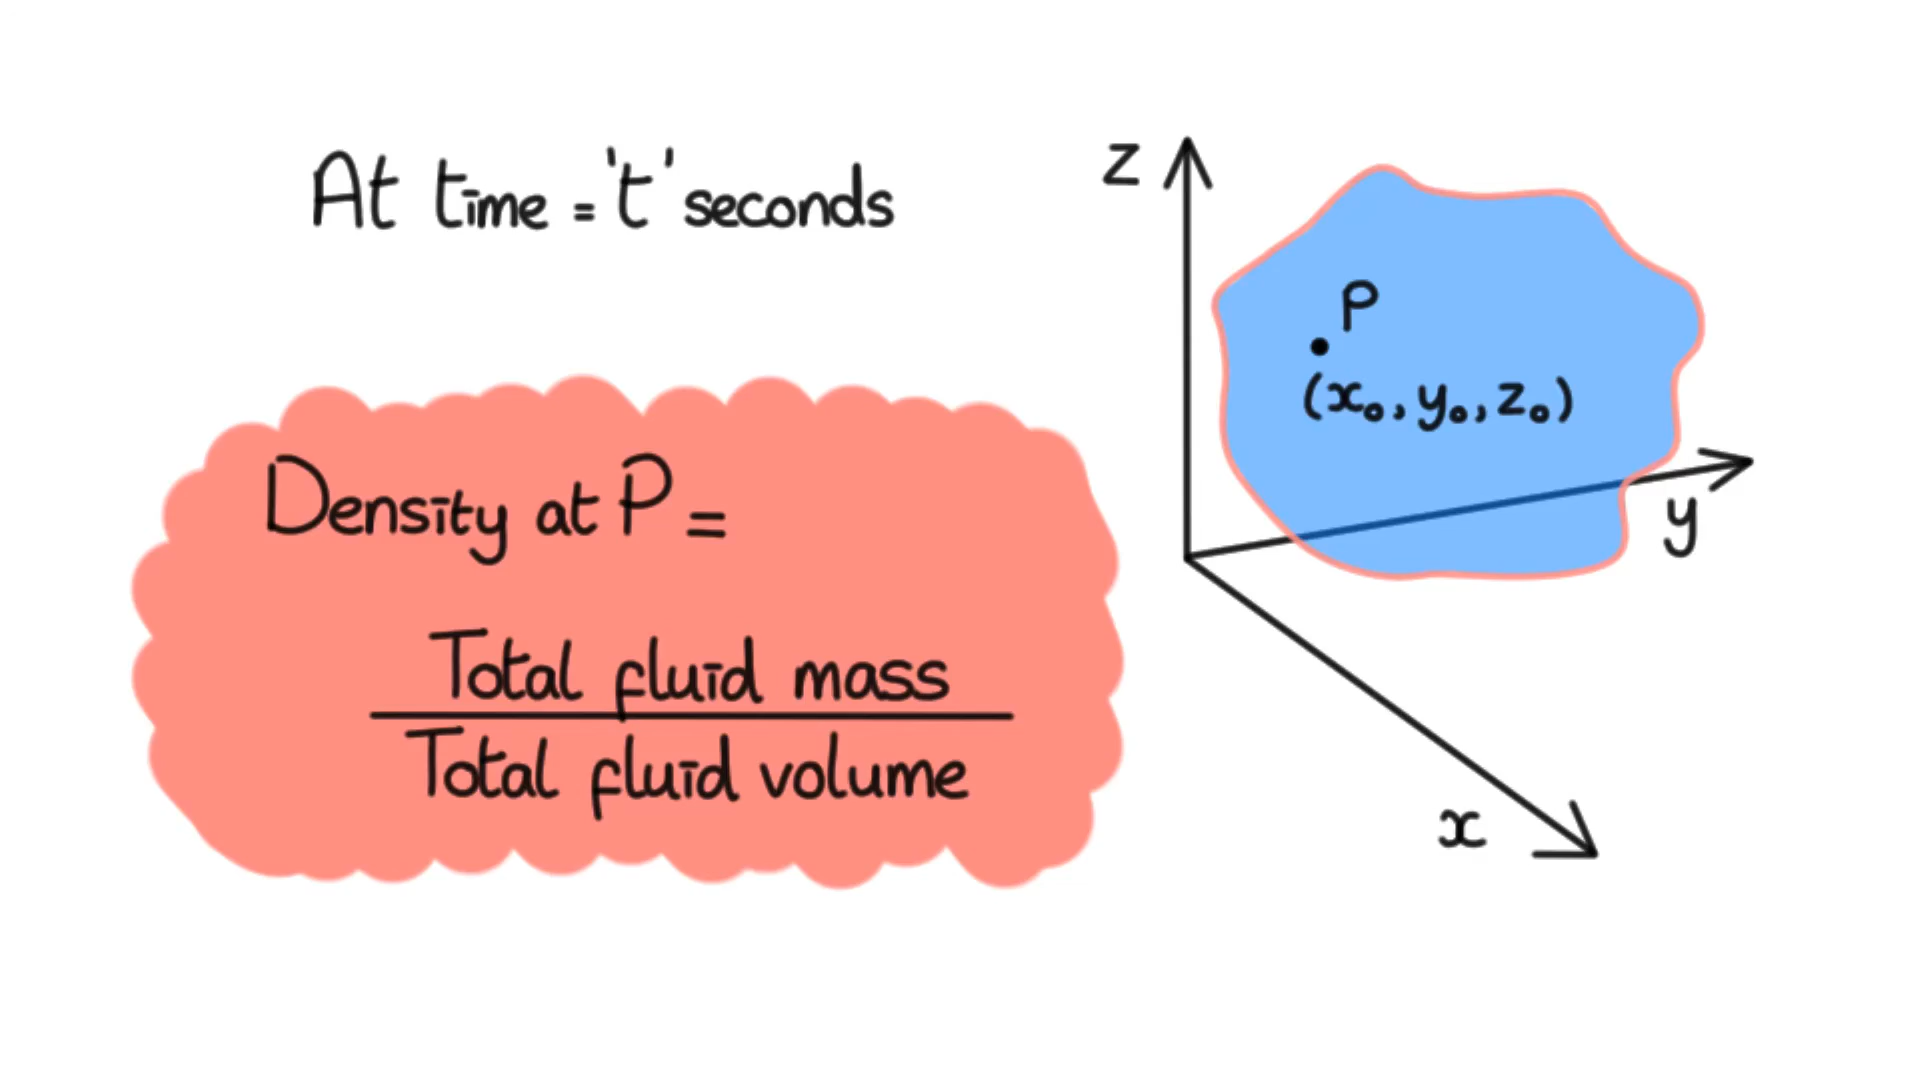 At time = 't' seconds
Density at P =
Total fluid mass
Total fluid volume
z
P
(x₀, y₀, z₀)
y
x